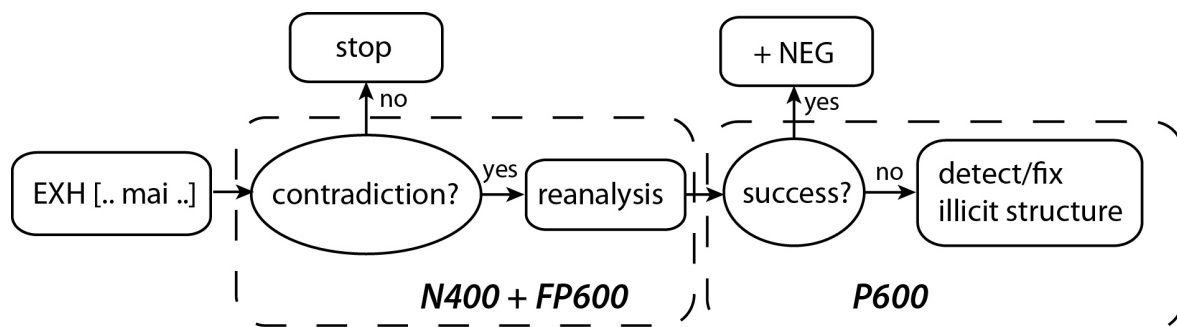 stop
+ NEG
no
yes
EXH [.. mai ..]
contradiction?
yes
reanalysis
success?
no
detect/fix
illicit structure
N400 + FP600
P600